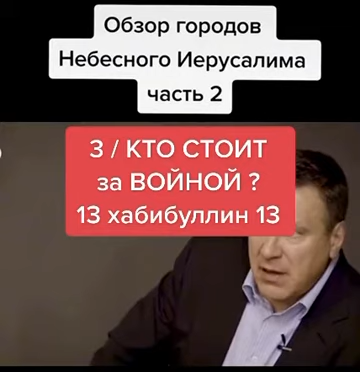 Обзор городов
Небесного Иерусалима
часть 2
3 / КТО СТОИТ
за ВОЙНОЙ ?
13 хабибуллин 13